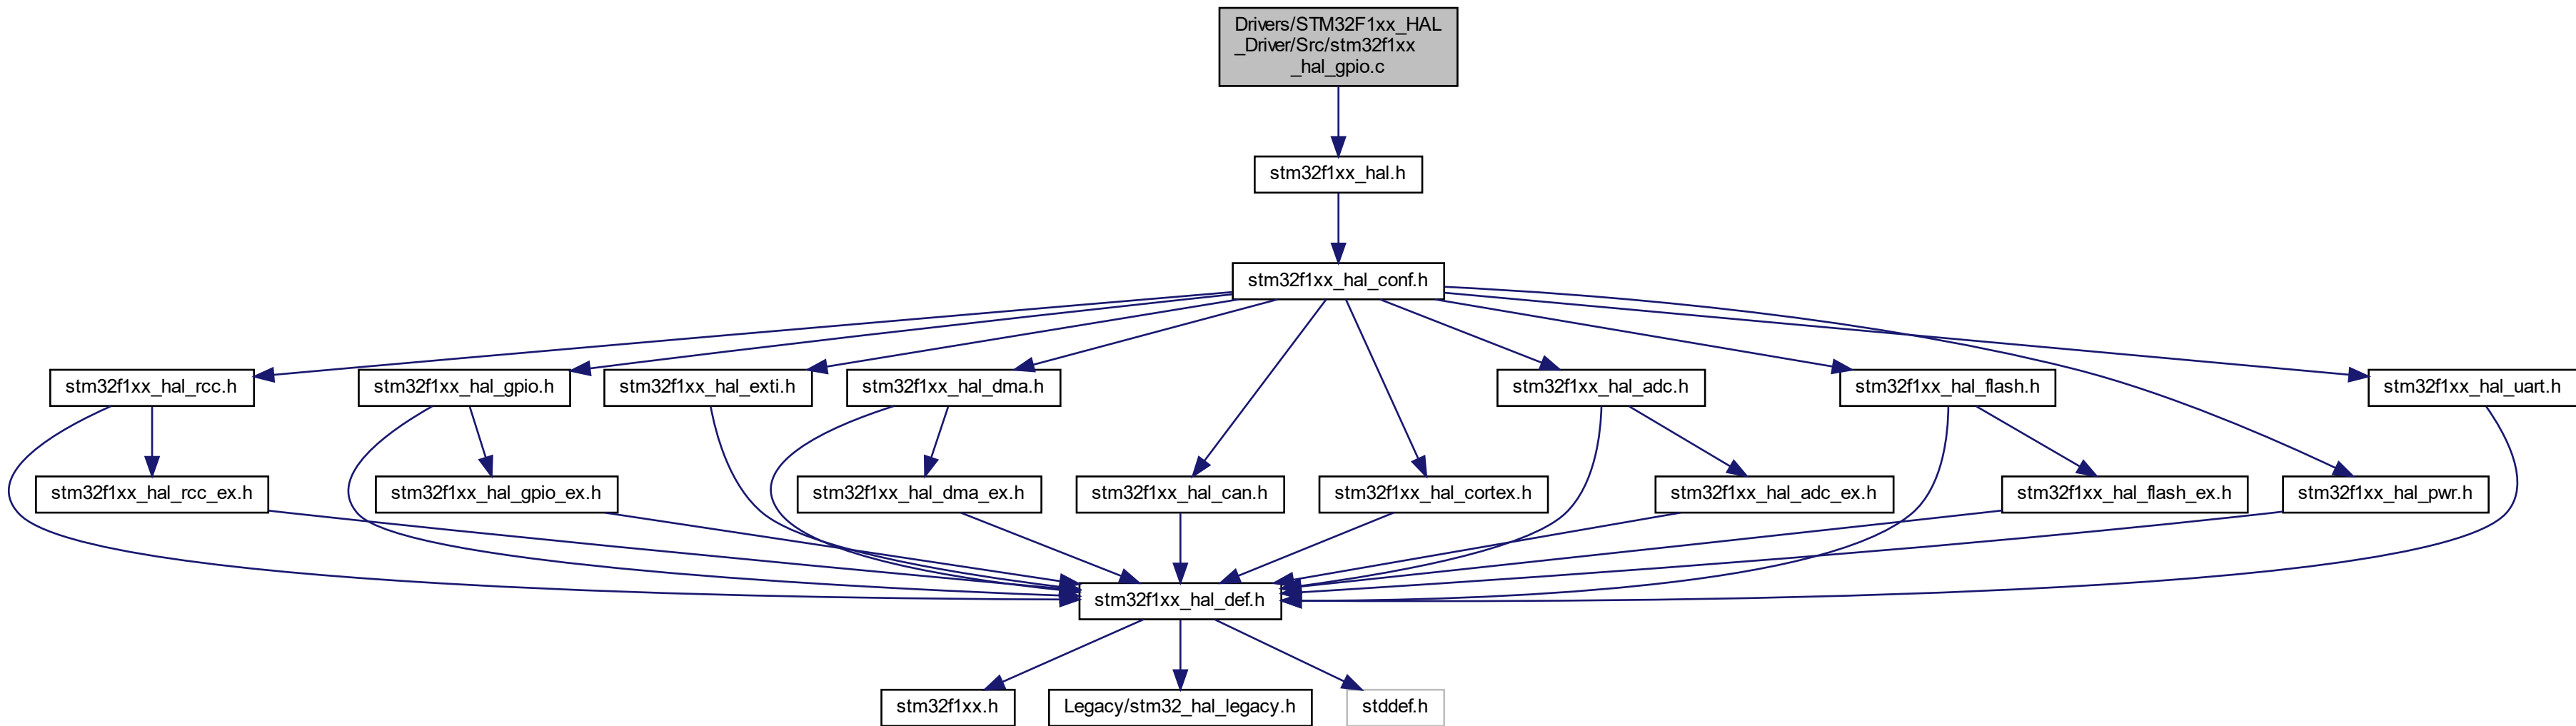 Drivers/STM32F1xx_HAL
_Driver/Src/stm32f1xx
_hal_gpio.c
stm32f1xx_hal.h
stm32f1xx_hal_conf.h
stm32f1xx_hal_rcc.h
stm32f1xx_hal_gpio.h
stm32f1xx_hal_exti.h
stm32f1xx_hal_dma.h
stm32f1xx_hal_adc.h
stm32f1xx_hal_flash.h
stm32f1xx_hal_uart.h
stm32f1xx_hal_rcc_ex.h
stm32f1xx_hal_gpio_ex.h
stm32f1xx_hal_dma_ex.h
stm32f1xx_hal_can.h
stm32f1xx_hal_cortex.h
stm32f1xx_hal_adc_ex.h
stm32f1xx_hal_flash_ex.h
stm32f1xx_hal_pwr.h
stm32f1xx_hal_def.h
stm32f1xx.h
Legacy/stm32_hal_legacy.h
stddef.h